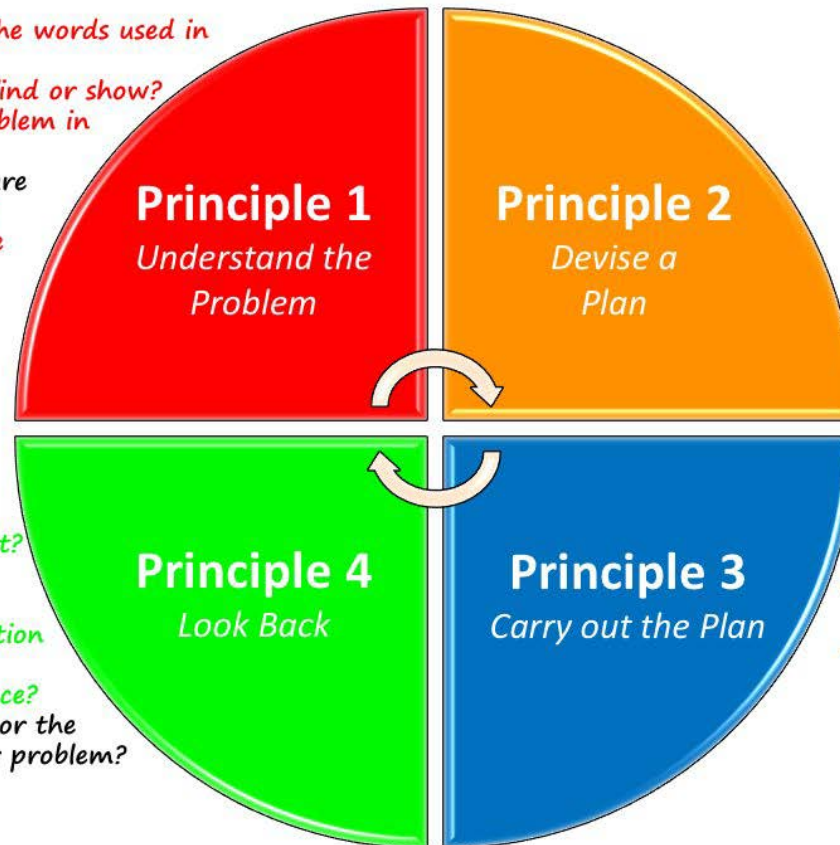 he words used in
ind or show?
blem in
are
e
Principle 1
Understand the
Problem
Principle 2
Devise a
Plan
t?
tion
ce?
or the
r problem?
Principle 4
Look Back
Principle 3
Carry out the Plan